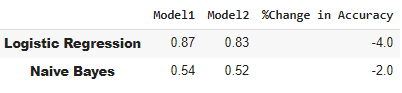 Model1 Model2 %Change in Accuracy
Logistic Regression 0.87 0.83 -4.0
Naive Bayes 0.54 0.52 -2.0